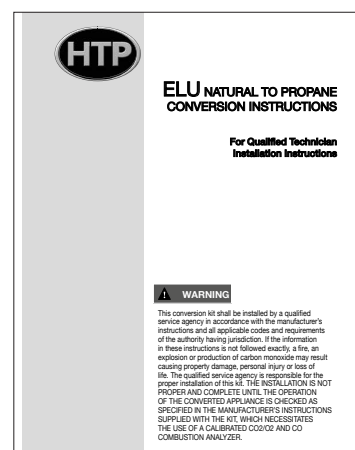 HTP
ELU NATURAL TO PROPANE
CONVERSION INSTRUCTIONS
For Qualified Technician
Installation Instructions
WARNING
This conversion kit shall be installed by a qualified
service agency in accordance with the manufacturer's
instructions and all applicable codes and requirements
of the authority having jurisdiction. If the information
in these instructions is not followed exactly, a fire, an
explosion or production of carbon monoxide may result
causing property damage, personal injury or loss of
life. The qualified service agency is responsible for the
proper installation of this kit. THE INSTALLATION IS NOT
PROPER AND COMPLETE UNTIL THE OPERATION
OF THE CONVERTED APPLIANCE IS CHECKED AS
SPECIFIED IN THE MANUFACTURER'S INSTRUCTIONS
SUPPLIED WITH THE KIT, WHICH NECESSITATES
THE USE OF A CALIBRATED CO2/O2 AND CO
COMBUSTION ANALYZER.